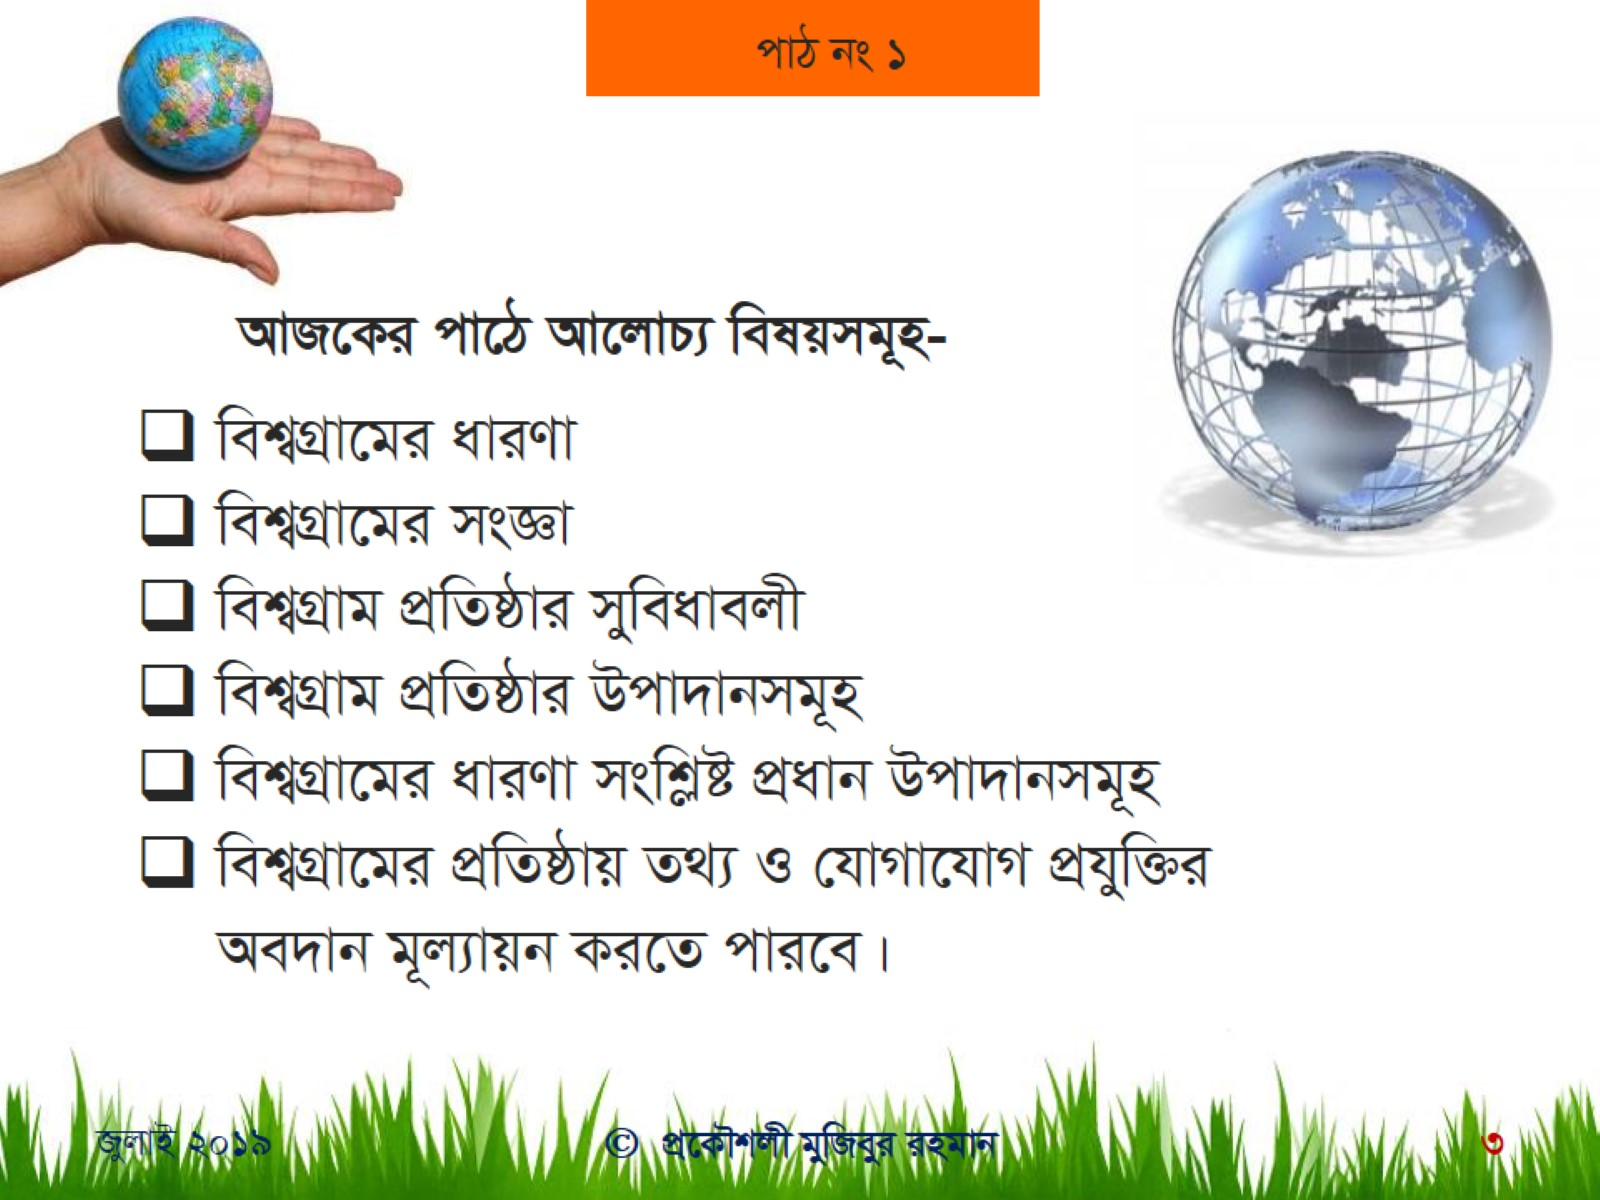 পাঠ নং ১
আজকের পাঠে আলোচ্য বিষয়সমূহ-
❑ বিশ্বগ্রামের ধারণা
❑ বিশ্বগ্রামের সংজ্ঞা
❑ বিশ্বগ্রাম প্রতিষ্ঠার সুবিধাবলী
❑ বিশ্বগ্রাম প্রতিষ্ঠার উপাদানসমূহ
❑ বিশ্বগ্রামের ধারণা সংশ্লিষ্ট প্রধান উপাদানসমূহ
❑ বিশ্বগ্রামের প্রতিষ্ঠায় তথ্য ও যোগাযোগ প্রযুক্তির
অবদান মূল্যায়ন করতে পারবে।
জুলাই ২০১৯ © প্রকৌশলী মুজিবুর রহমান ৩